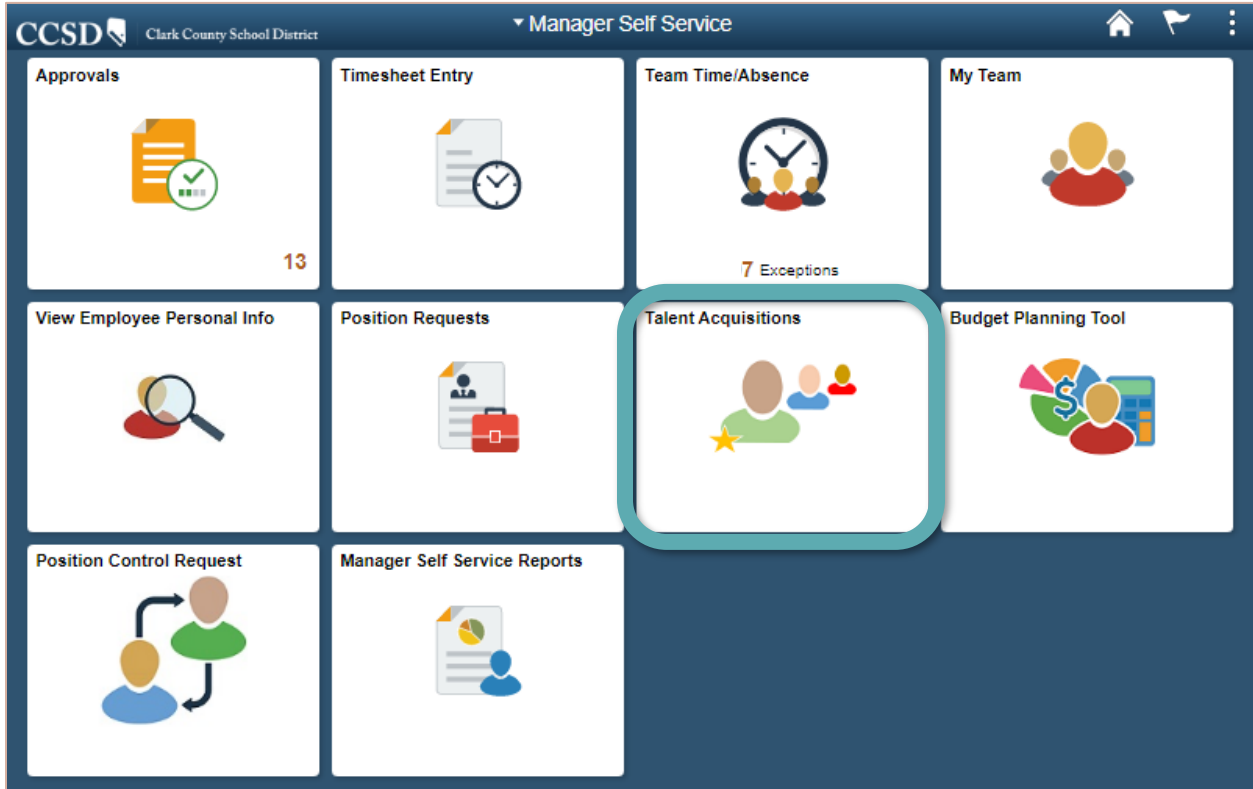 CCSD Clark County School District
Manager Self Service
Approvals
Timesheet Entry
Team Time/Absence
My Team
13
7 Exceptions
View Employee Personal Info
Position Requests
Talent Acquisitions
Budget Planning Tool
$
Position Control Request
Manager Self Service Reports